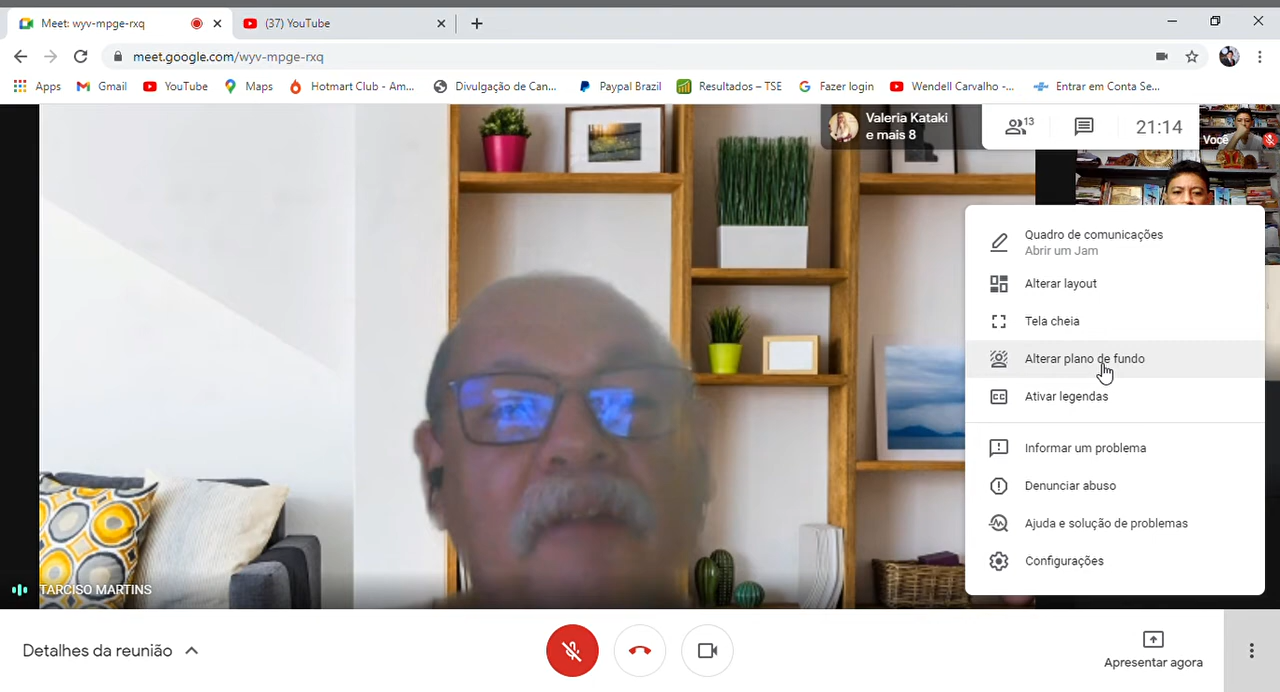 Meet: wyv-mpge-rxq
(37) YouTube
meet.google.com/wyv-mpge-rxq
Apps
Gmail
YouTube
Maps
Hotmart Club - Am...
Divulgação de Can...
Paypal Brazil
Resultados – TSE
Fazer login
Wendell Carvalho -...
Entrar em Conta Se...
Valeria Kataki
e mais 8
13
21:14
Você
Quadro de comunicações
Abrir um Jam
Alterar layout
Tela cheia
Alterar plano de fundo
CC
Ativar legendas
Informar um problema
Denunciar abuso
Ajuda e solução de problemas
Configurações
TARCISO MARTINS
Detalhes da reunião
Apresentar agora